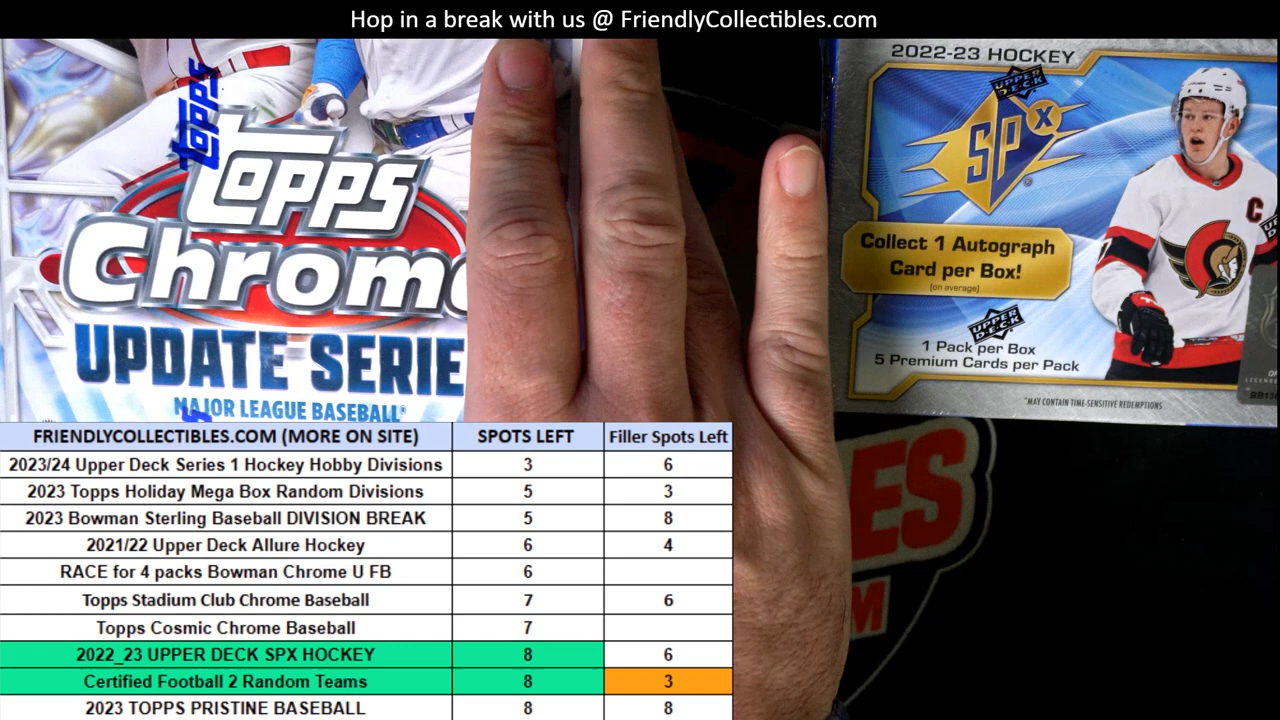 Hop in a break with us @ FriendlyCollectibles.com
TOPPS
TOPPS
Chrome
UPDATE SERIE
MAJOR LEAGUE BASEBALL
2022-23 HOCKEY
UPPER DECK
SPX
Collect 1 Autograph
Card per Box!
(on average)
UPPER DECK
1 Pack per Box
5 Premium Cards per Pack
*MAY CONTAIN TIME-SENSITIVE REDEMPTIONS
C
FRIENDLYCOLLECTIBLES.COM (MORE ON SITE) SPOTS LEFT Filler Spots Left
2023/24 Upper Deck Series 1 Hockey Hobby Divisions 3 6
2023 Topps Holiday Mega Box Random Divisions 5 3
2023 Bowman Sterling Baseball DIVISION BREAK 5 8
2021/22 Upper Deck Allure Hockey 6 4
RACE for 4 packs Bowman Chrome U FB 6
Topps Stadium Club Chrome Baseball 7 6
Topps Cosmic Chrome Baseball 7
2022_23 UPPER DECK SPX HOCKEY 8 6
Certified Football 2 Random Teams 8 3
2023 TOPPS PRISTINE BASEBALL 8 8
ES
M